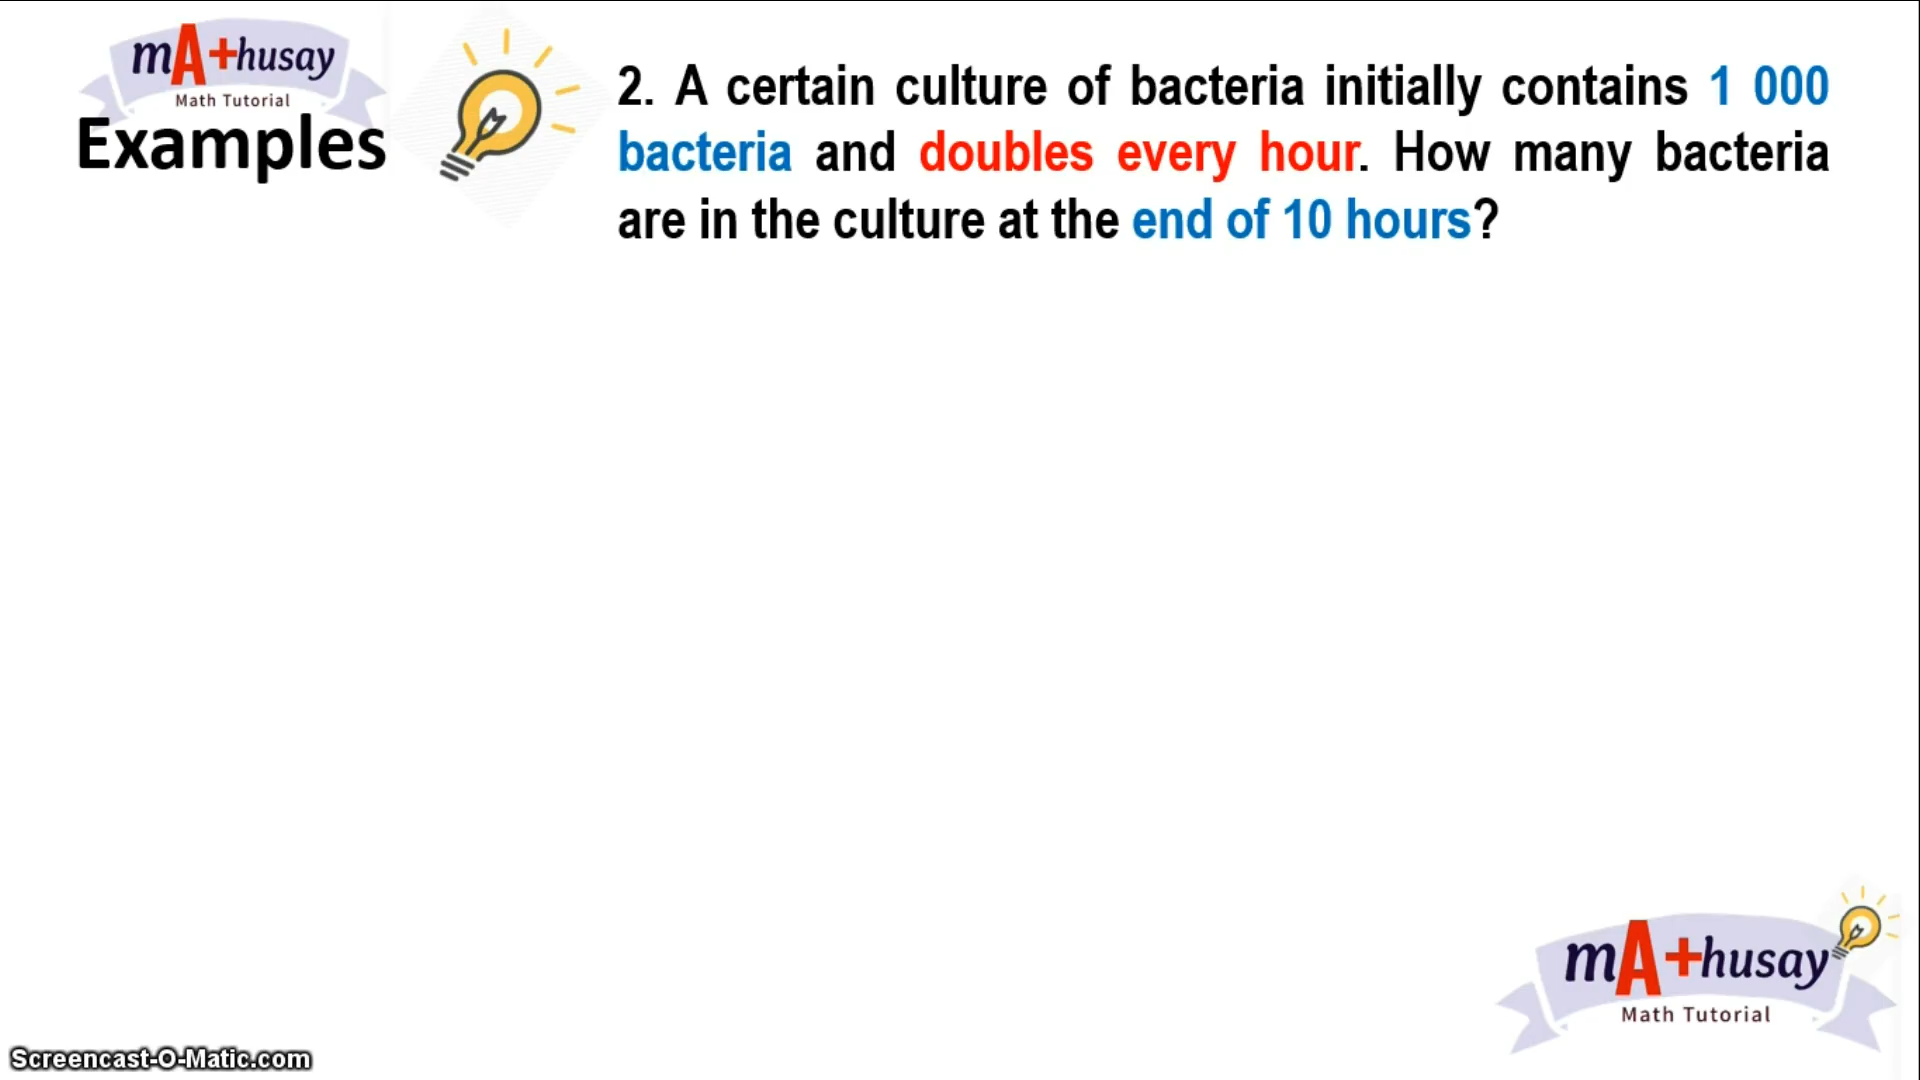 mA+husay
Math Tutorial
Examples
2. A certain culture of bacteria initially contains 1 000
bacteria and doubles every hour. How many bacteria
are in the culture at the end of 10 hours?
mA+husay
Math Tutorial
Screencast-O-Matic.com